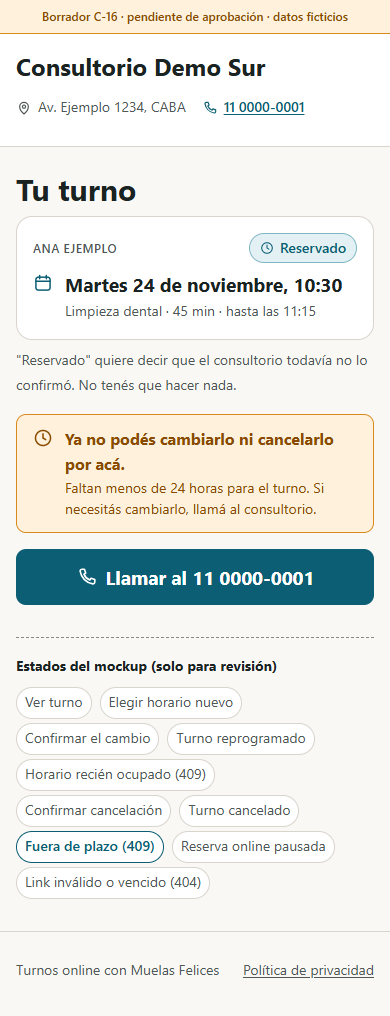 Borrador C-16 · pendiente de aprobación · datos ficticios
Consultorio Demo Sur
Av. Ejemplo 1234, CABA 11 0000-0001
Tu turno
ANA EJEMPLO Reservado
Martes 24 de noviembre, 10:30
Limpieza dental · 45 min · hasta las 11:15
"Reservado" quiere decir que el consultorio todavía no lo
confirmó. No tenés que hacer nada.
Ya no podés cambiarlo ni cancelarlo
por acá.
Faltan menos de 24 horas para el turno. Si
necesitás cambiarlo, llamá al consultorio.
Llamar al 11 0000-0001
Estados del mockup (solo para revisión)
Ver turno Elegir horario nuevo
Confirmar el cambio Turno reprogramado
Horario recién ocupado (409)
Confirmar cancelación Turno cancelado
Fuera de plazo (409) Reserva online pausada
Link inválido o vencido (404)
Turnos online con Muelas Felices Política de privacidad